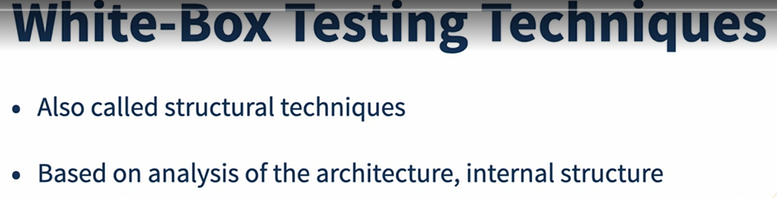 White-Box Testing Techniques
• Also called structural techniques
• Based on analysis of the architecture, internal structure